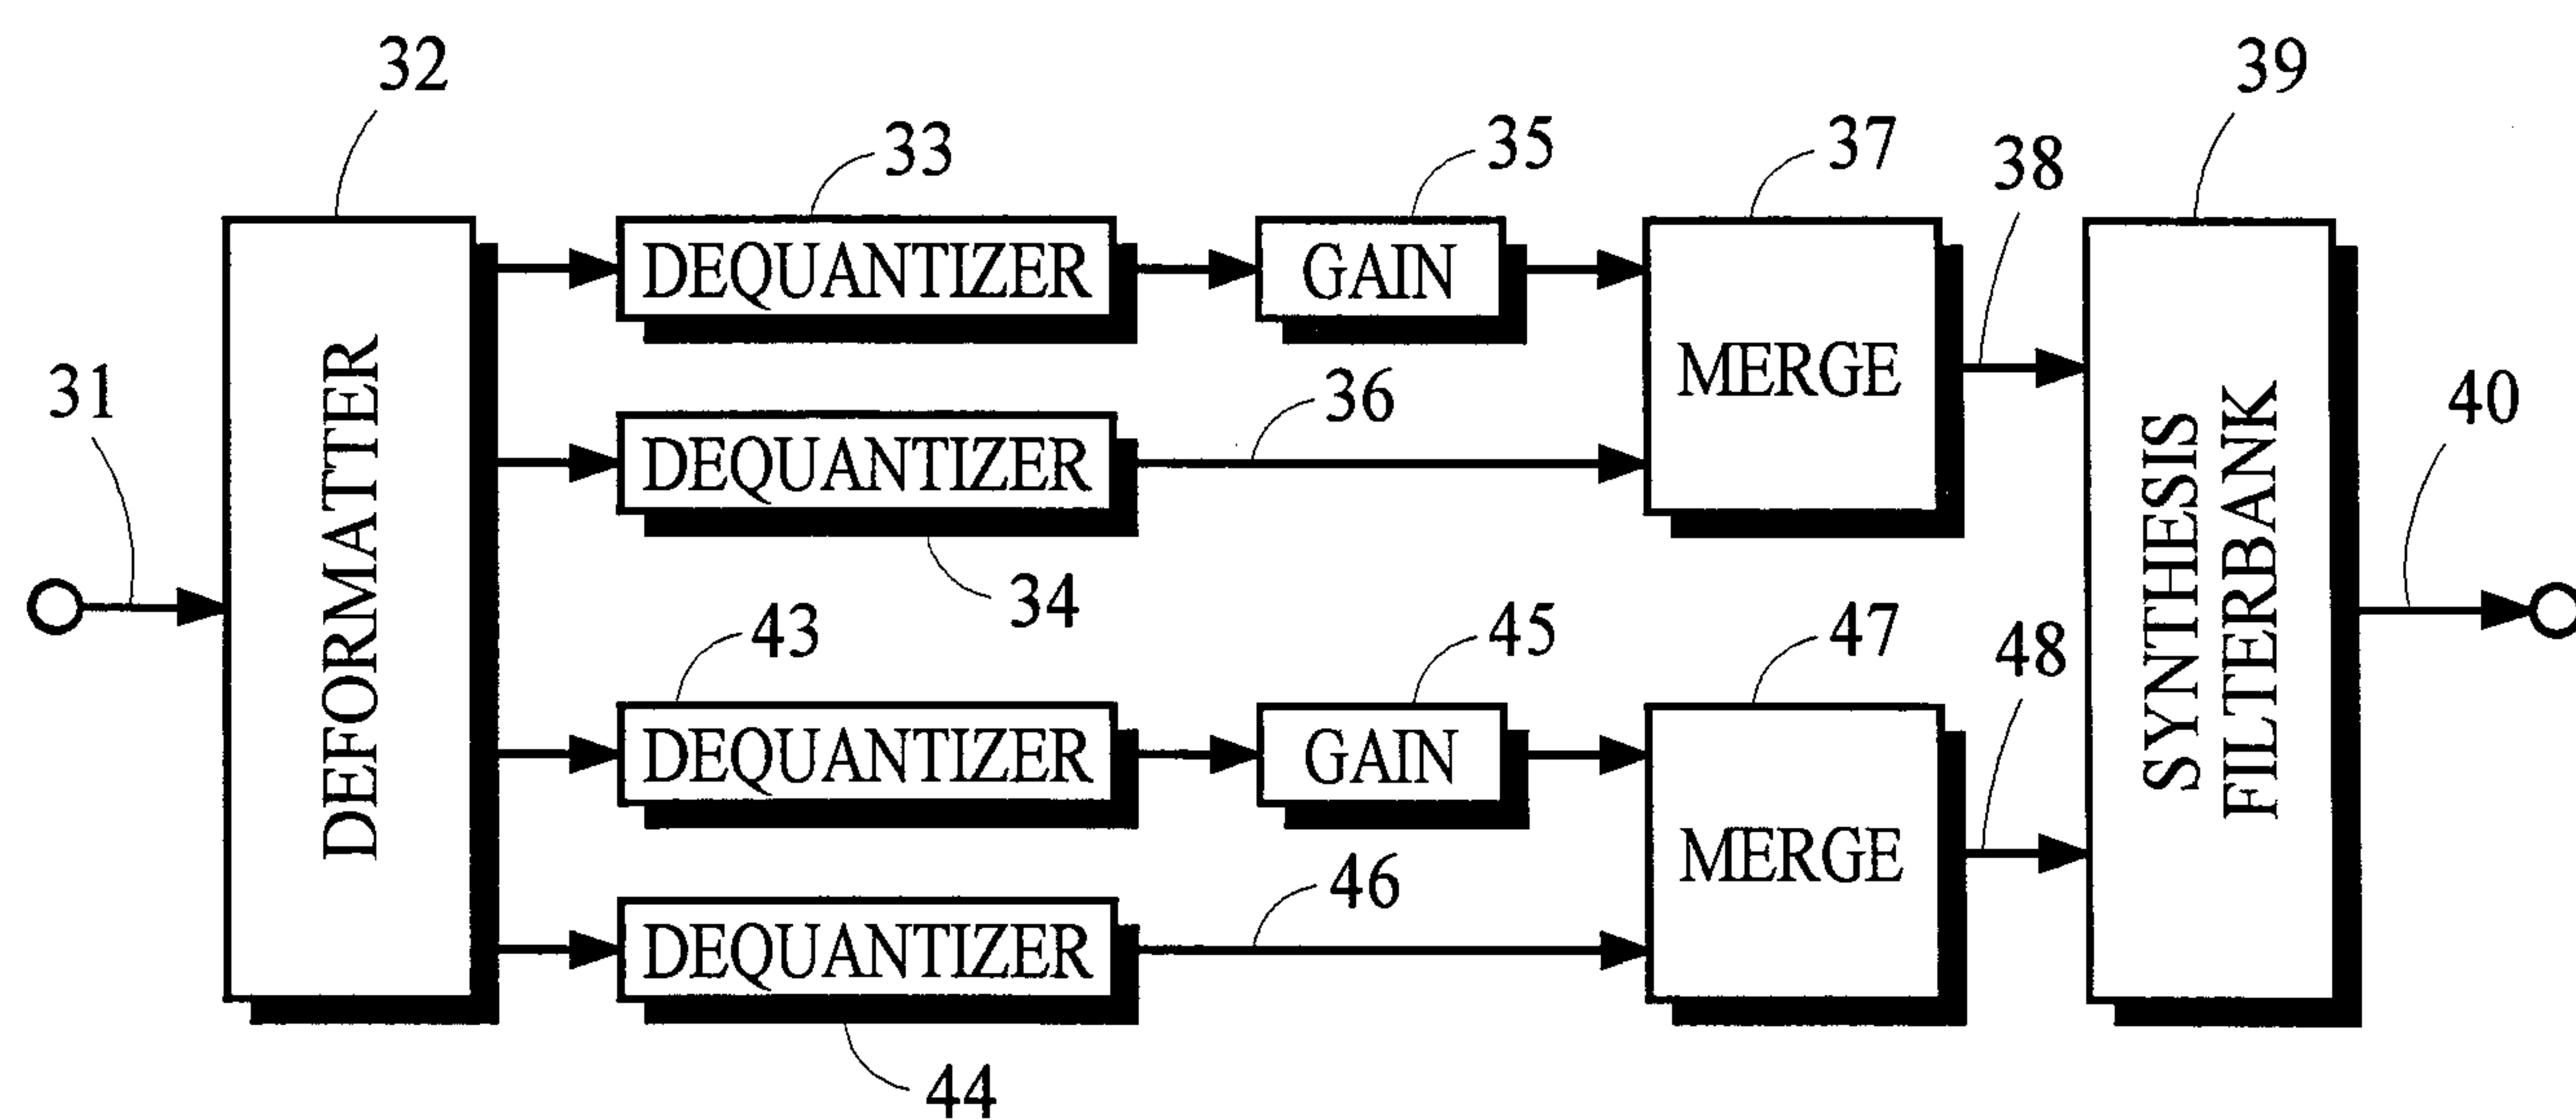 32
39
33
35
37
38
DEQUANTIZER
GAIN
MERGE
31
36
40
DEFORMATTER
DEQUANTIZER
SYNTHESIS
FILTERBANK
34
43
45
47
48
DEQUANTIZER
GAIN
MERGE
46
DEQUANTIZER
44